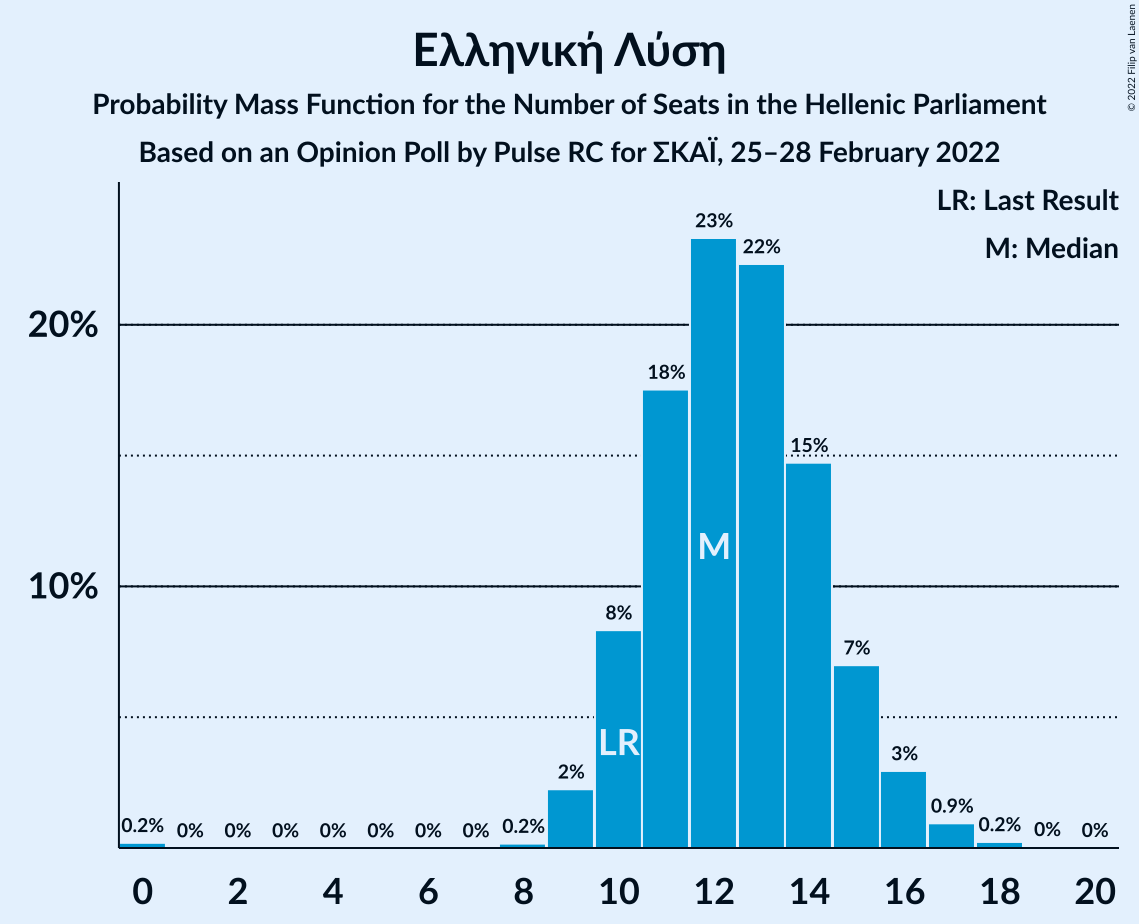 Ελληνική Λύση
Probability Mass Function for the Number of Seats in the Hellenic Parliament
Based on an Opinion Poll by Pulse RC for ΣΚΑΪ, 25–28 February 2022
© 2022 Filip van Laenen
LR: Last Result
M: Median
20%
10%
0.2%
0%
0%
0%
0%
0%
0%
0%
0.2%
2%
8%
18%
23%
22%
15%
7%
3%
0.9%
0.2%
0%
0%
LR
M
0 2 4 6 8 10 12 14 16 18 20